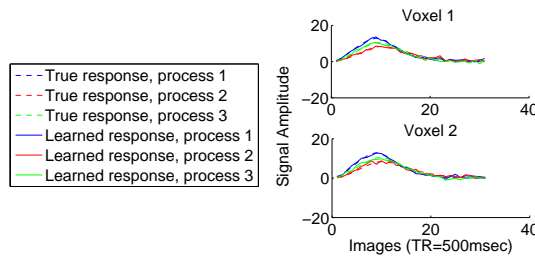 True response, process 1
True response, process 2
True response, process 3
Learned response, process 1
Learned response, process 2
Learned response, process 3
Voxel 1
20
0
−20
0
20
40
Voxel 2
20
0
−20
0
20
40
Signal Amplitude
Images (TR=500msec)